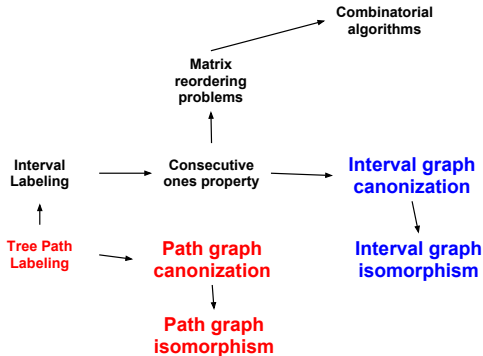 Combinatorial
algorithms
Matrix
reordering
problems
Interval
Labeling
Consecutive
ones property
Interval graph
canonization
Tree Path
Labeling
Path graph
canonization
Interval graph
isomorphism
Path graph
isomorphism